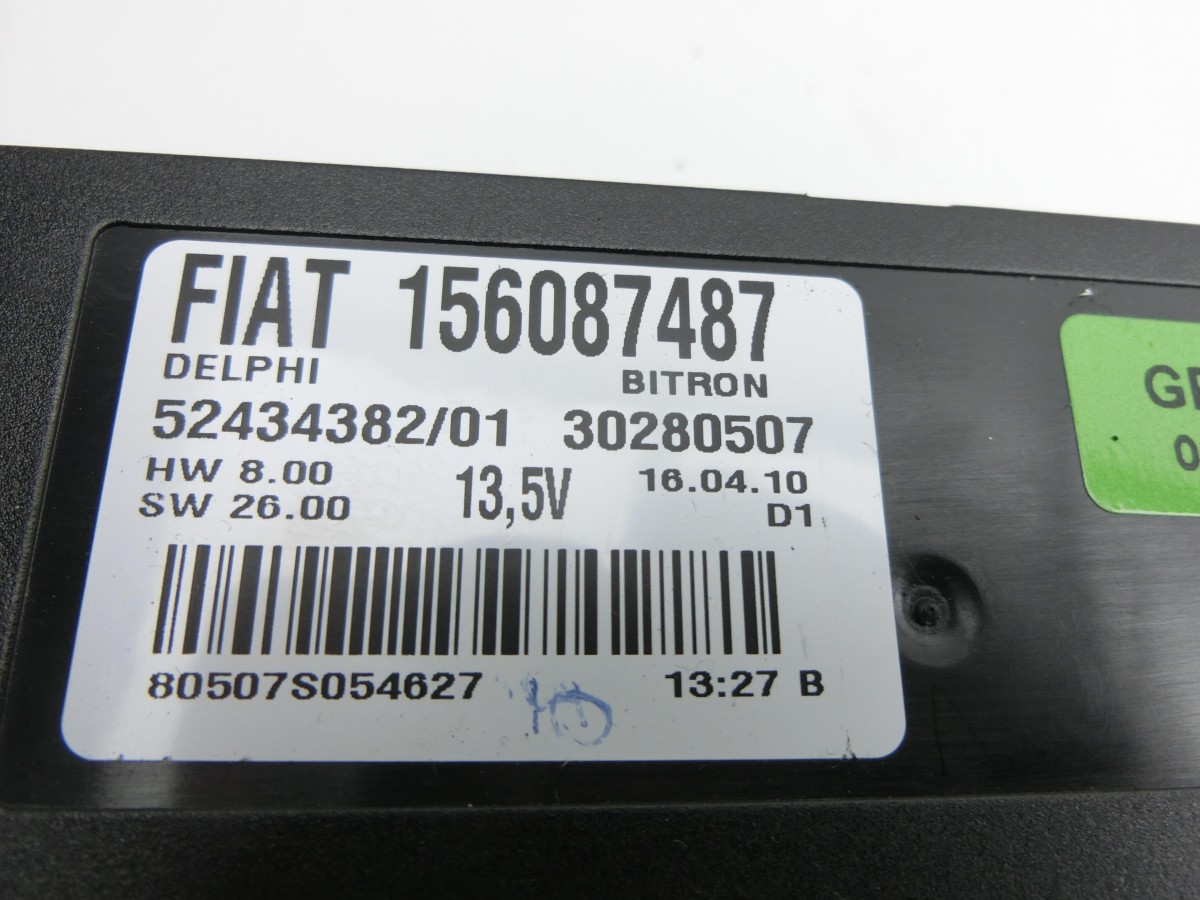 FIAT 156087487
DELPHI BITRON
52434382/01 30280507
HW 8.00 13,5V 16.04.10
SW 26.00 D1
80507S054627 13:27 B